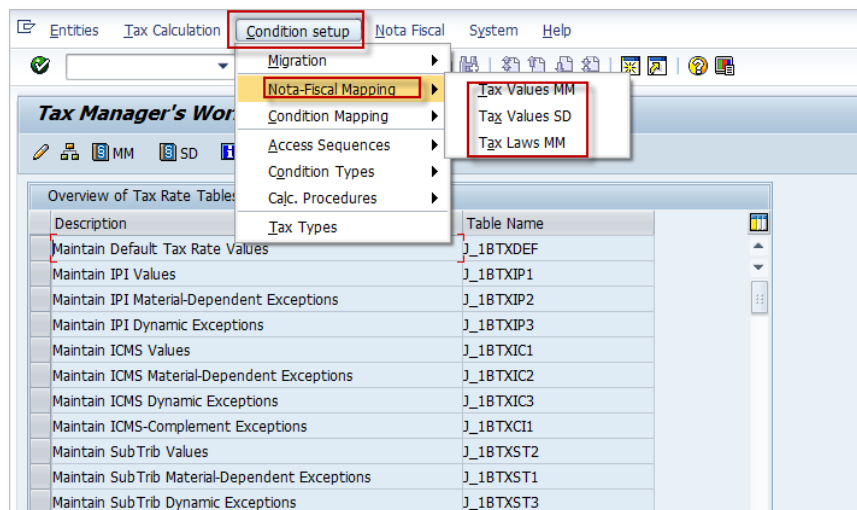 Entities Tax Calculation Condition setup Nota Fiscal System Help
Migration
Nota-Fiscal Mapping
Condition Mapping
Access Sequences
Condition Types
Calc. Procedures
Tax Types
Tax Values MM
Tax Values SD
Tax Laws MM
Tax Manager's Wor
MM SD
Overview of Tax Rate Table
Description Table Name
Maintain Default Tax Rate Values J_1BTXDEF
Maintain IPI Values J_1BTXIP1
Maintain IPI Material-Dependent Exceptions J_1BTXIP2
Maintain IPI Dynamic Exceptions J_1BTXIP3
Maintain ICMS Values J_1BTXIC1
Maintain ICMS Material-Dependent Exceptions J_1BTXIC2
Maintain ICMS Dynamic Exceptions J_1BTXIC3
Maintain ICMS-Complement Exceptions J_1BTXCI1
Maintain SubTrib Values J_1BTXST2
Maintain SubTrib Material-Dependent Exceptions J_1BTXST1
Maintain SubTrib Dynamic Exceptions J_1BTXST3